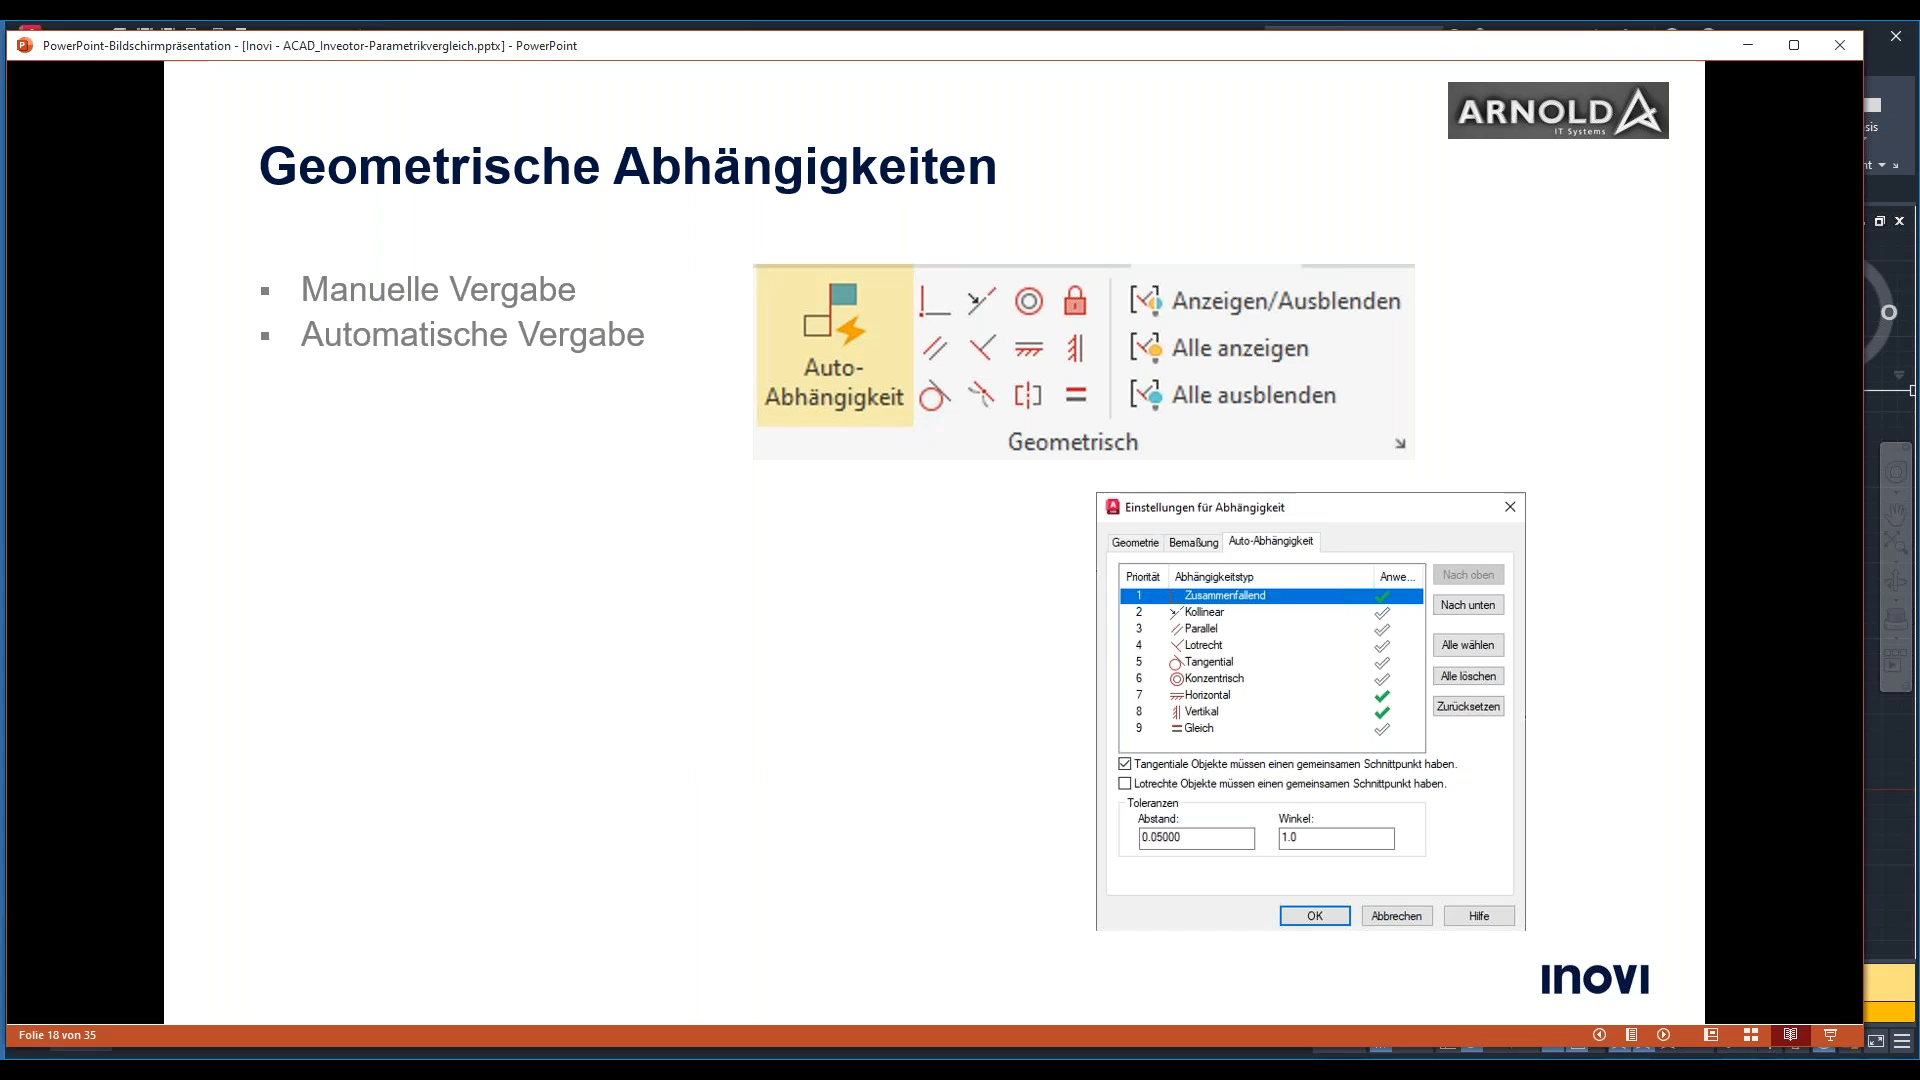 PowerPoint-Bildschirmpräsentation - [Inovi - ACAD_Inveotor-Parametrikvergleich.pptx] - PowerPoint
ARNOLD
IT Systems
Geometrische Abhängigkeiten
▪ Manuelle Vergabe
▪ Automatische Vergabe
Auto-
Abhängigkeit
Anzeigen/Ausblenden
Alle anzeigen
Alle ausblenden
Geometrisch
Einstellungen für Abhängigkeit
Geometrie Bemaßung Auto-Abhängigkeit
Priorität Abhängigkeitstyp Anwe...
1 Zusammenfallend
2 Kollinear
3 Parallel
4 Lotrecht
5 Tangential
6 Konzentrisch
7 Horizontal
8 Vertikal
9 Gleich
Nach oben
Nach unten
Alle wählen
Alle löschen
Zurücksetzen
Tangentiale Objekte müssen einen gemeinsamen Schnittpunkt haben.
Lotrechte Objekte müssen einen gemeinsamen Schnittpunkt haben.
Toleranzen
Abstand: Winkel:
0.05000 1.0
OK Abbrechen Hilfe
INOVI
Folie 18 von 35
sis
nt
O